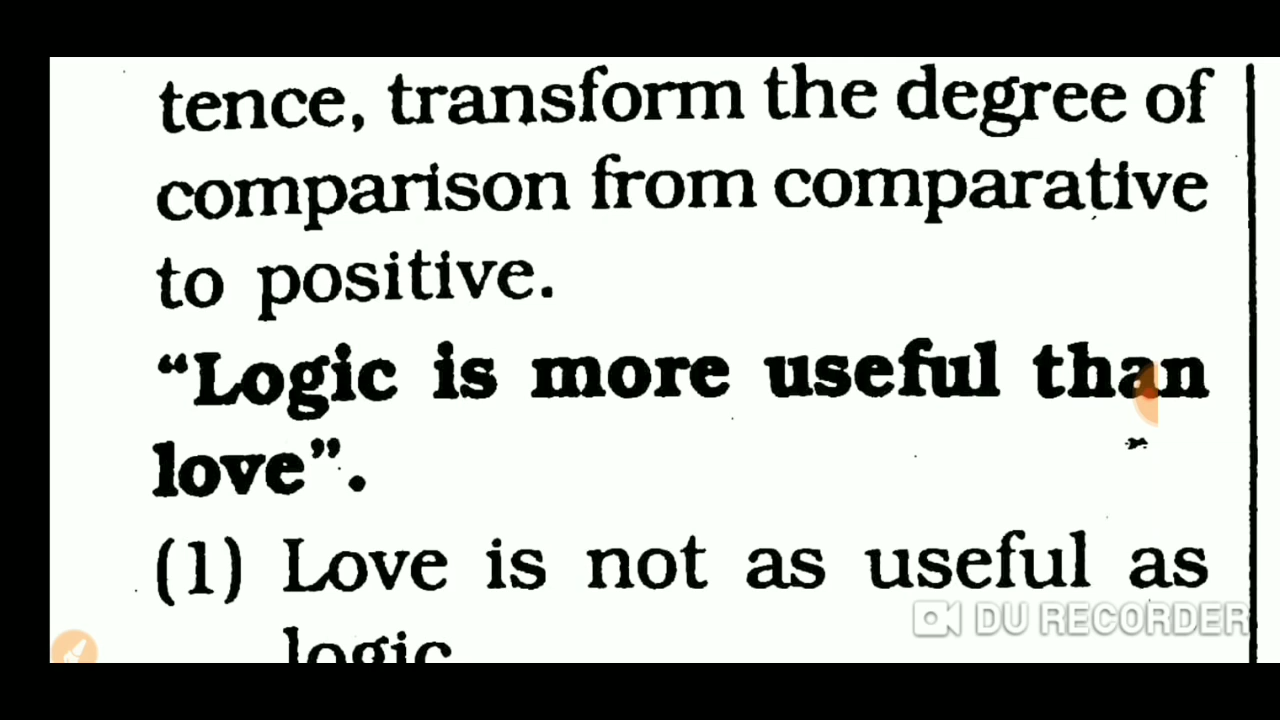 tence, transform the degree of
comparison from comparative
to positive.
“Logic is more useful than
love”.
(1) Love is not as useful as
logic
DU RECORDER